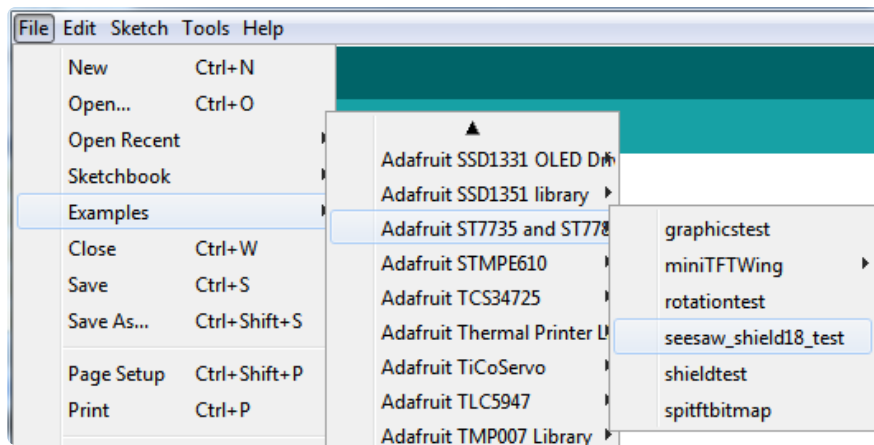 File Edit Sketch Tools Help
New Ctrl+N
Open... Ctrl+O
Open Recent
Sketchbook
Examples
Close Ctrl+W
Save Ctrl+S
Save As... Ctrl+Shift+S
Page Setup Ctrl+Shift+P
Print Ctrl+P
Adafruit SSD1331 OLED Dri
Adafruit SSD1351 library
Adafruit ST7735 and ST778
Adafruit STMPE610
Adafruit TCS34725
Adafruit Thermal Printer L
Adafruit TiCoServo
Adafruit TLC5947
Adafruit TMP007 Library
graphicstest
miniTFTWing
rotationtest
seesaw_shield18_test
shieldtest
spitftbitmap